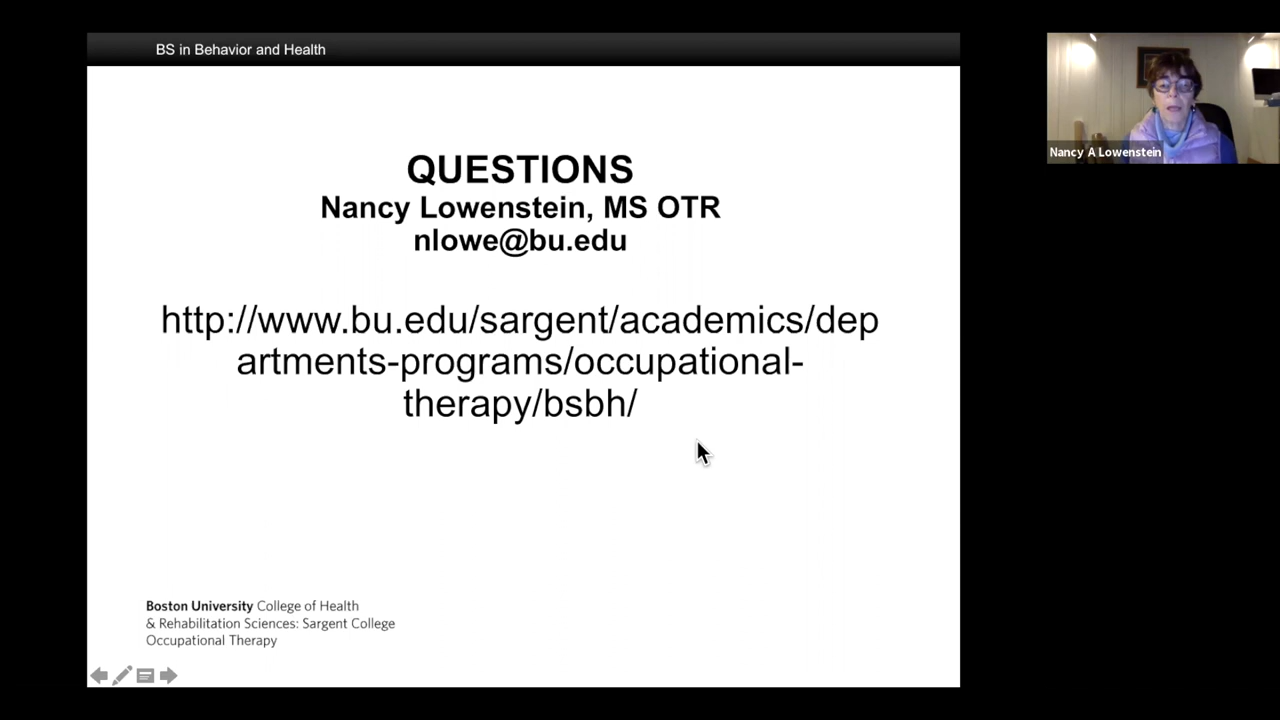 BS in Behavior and Health
QUESTIONS
Nancy Lowenstein, MS OTR
nlowe@bu.edu
http://www.bu.edu/sargent/academics/dep
artments-programs/occupational-
therapy/bsbh/
Boston University College of Health
& Rehabilitation Sciences: Sargent College
Occupational Therapy
Nancy A Lowenstein